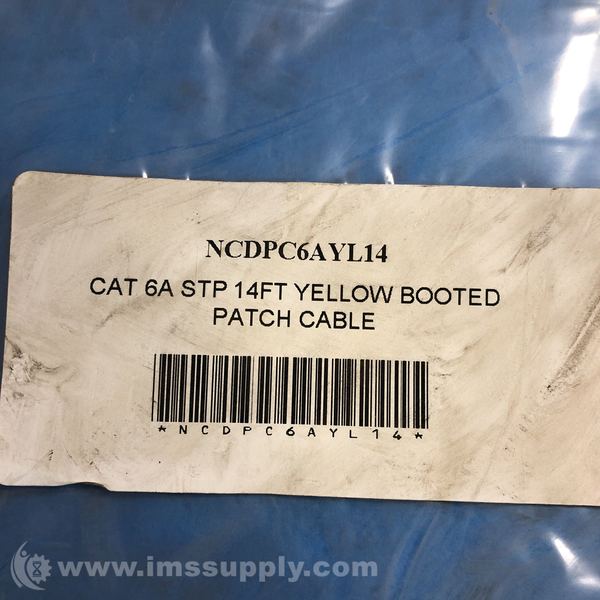 NCDPC6AYL14
CAT 6A STP 14FT YELLOW BOOTED
PATCH CABLE
*NCDPC6AYL14*
www.imssupply.com